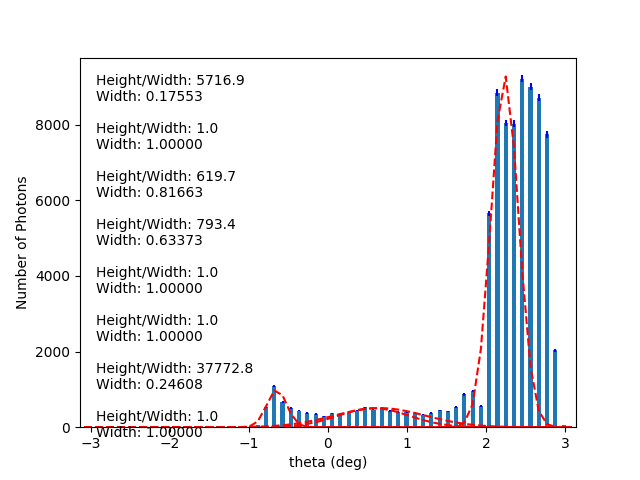 Height/Width: 5716.9
Width: 0.17553
Height/Width: 1.0
Width: 1.00000
Height/Width: 619.7
Width: 0.81663
Height/Width: 793.4
Width: 0.63373
Height/Width: 1.0
Width: 1.00000
Height/Width: 1.0
Width: 1.00000
Height/Width: 37772.8
Width: 0.24608
Height/Width: 1.0
Width: 1.00000
Number of Photons
8000
6000
4000
2000
0
−3 −2 −1 0 1 2 3
theta (deg)